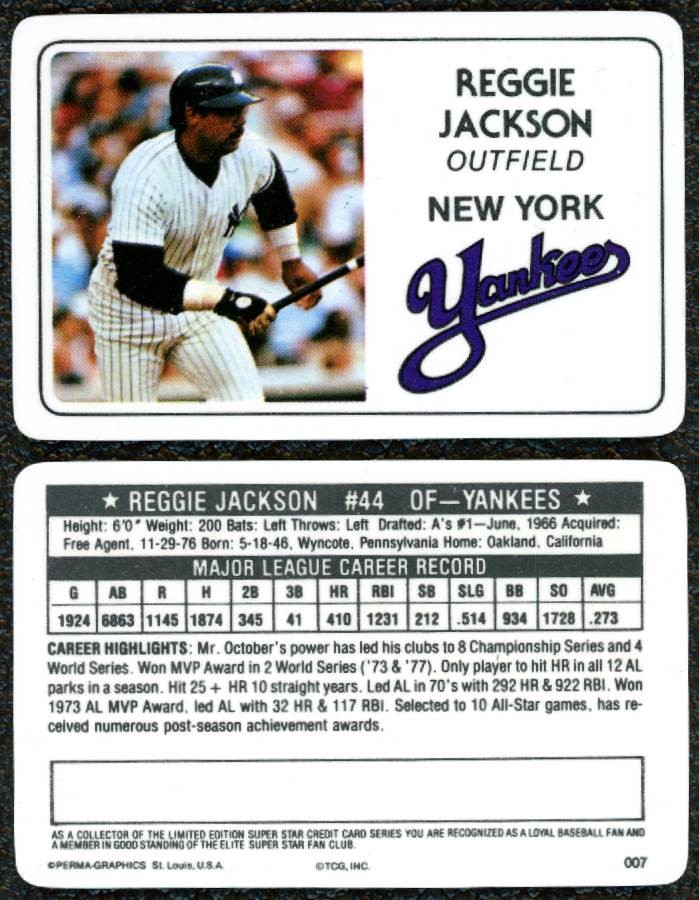 REGGIE
JACKSON
OUTFIELD
NEW YORK
Yankees
NY
★ REGGIE JACKSON #44 OF—YANKEES ★
Height: 6'0" Weight: 200 Bats: Left Throws: Left Drafted: A's #1—June, 1966 Acquired:
Free Agent, 11-29-76 Born: 5-18-46, Wyncote, Pennsylvania Home: Oakland, California
MAJOR LEAGUE CAREER RECORD
G AB R H 2B 3B HR RBI SB SLG BB SO AVG
1924 6863 1145 1874 345 41 410 1231 212 .514 934 1728 .273
CAREER HIGHLIGHTS: Mr. October's power has led his clubs to 8 Championship Series and 4
World Series. Won MVP Award in 2 World Series ('73 & '77). Only player to hit HR in all 12 AL
parks in a season. Hit 25 + HR 10 straight years. Led AL in 70's with 292 HR & 922 RBI. Won
1973 AL MVP Award, led AL with 32 HR & 117 RBI. Selected to 10 All-Star games, has re-
ceived numerous post-season achievement awards.
AS A COLLECTOR OF THE LIMITED EDITION SUPER STAR CREDIT CARD SERIES YOU ARE RECOGNIZED AS A LOYAL BASEBALL FAN AND
A MEMBER IN GOOD STANDING OF THE ELITE SUPER STAR FAN CLUB.
©PERMA-GRAPHICS St. Louis, U.S.A. ©TCG, INC. 007